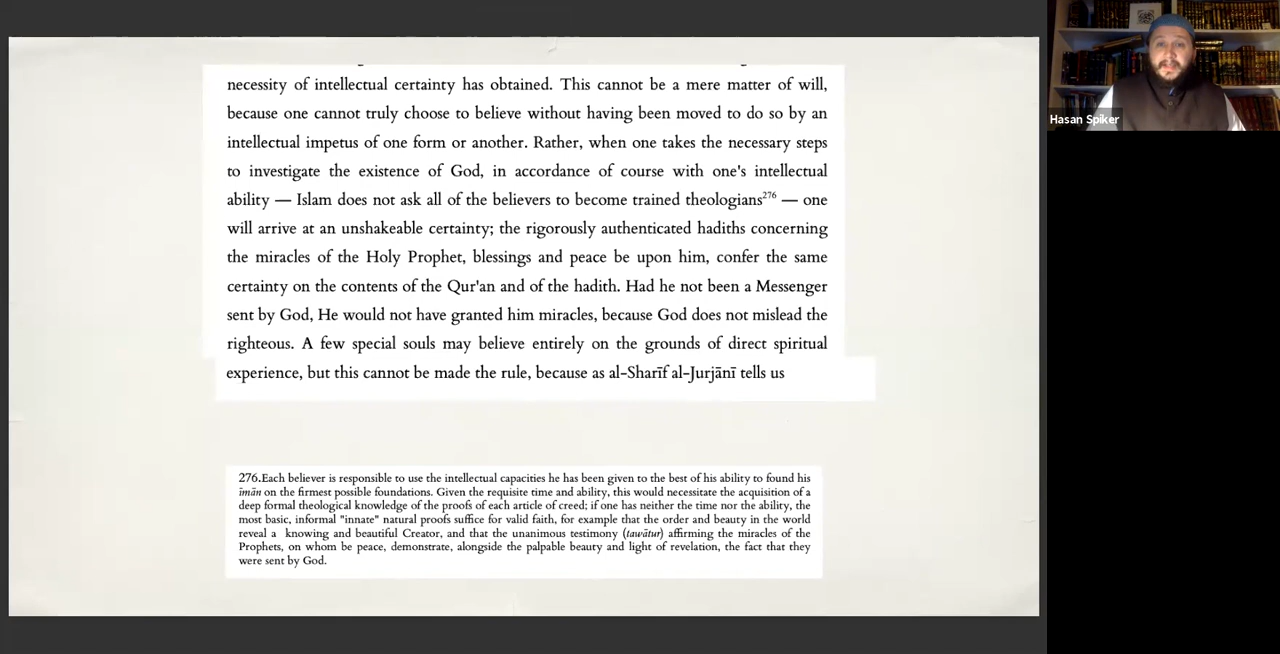 necessity of intellectual certainty has obtained. This cannot be a mere matter of will,
because one cannot truly choose to believe without having been moved to do so by an
intellectual impetus of one form or another. Rather, when one takes the necessary steps
to investigate the existence of God, in accordance of course with one's intellectual
ability — Islam does not ask all of the believers to become trained theologians276 — one
will arrive at an unshakeable certainty; the rigorously authenticated hadiths concerning
the miracles of the Holy Prophet, blessings and peace be upon him, confer the same
certainty on the contents of the Qur'an and of the hadith. Had he not been a Messenger
sent by God, He would not have granted him miracles, because God does not mislead the
righteous. A few special souls may believe entirely on the grounds of direct spiritual
experience, but this cannot be made the rule, because as al-Sharīf al-Jurjānī tells us
276.Each believer is responsible to use the intellectual capacities he has been given to the best of his ability to found his
īmān on the firmest possible foundations. Given the requisite time and ability, this would necessitate the acquisition of a
deep formal theological knowledge of the proofs of each article of creed; if one has neither the time nor the ability, the
most basic, informal "innate" natural proofs suffice for valid faith, for example that the order and beauty in the world
reveal a knowing and beautiful Creator, and that the unanimous testimony (tawātur) affirming the miracles of the
Prophets, on whom be peace, demonstrate, alongside the palpable beauty and light of revelation, the fact that they
were sent by God.
Hasan Spiker